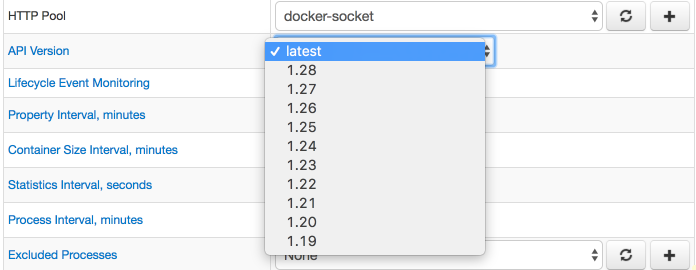 HTTP Pool docker-socket
API Version
latest
1.28
Lifecycle Event Monitoring
1.27
Property Interval, minutes
1.26
1.25
Container Size Interval, minutes
1.24
1.23
Statistics Interval, seconds
1.22
1.21
Process Interval, minutes
1.20
1.19
Excluded Processes None